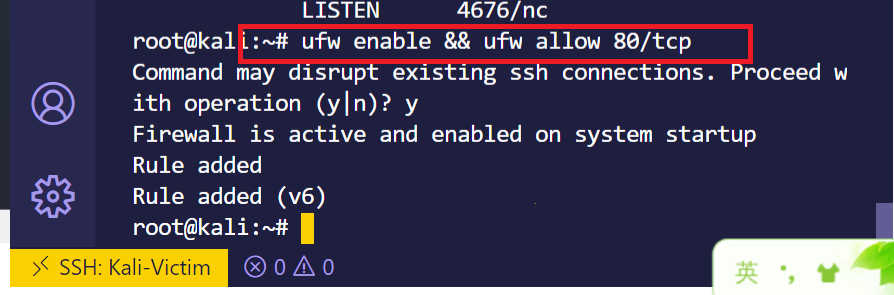 LISTEN 4676/nc
root@kali:~# ufw enable && ufw allow 80/tcp
Command may disrupt existing ssh connections. Proceed w
ith operation (y|n)? y
Firewall is active and enabled on system startup
Rule added
Rule added (v6)
root@kali:~#
SSH: Kali-Victim 0 0
英